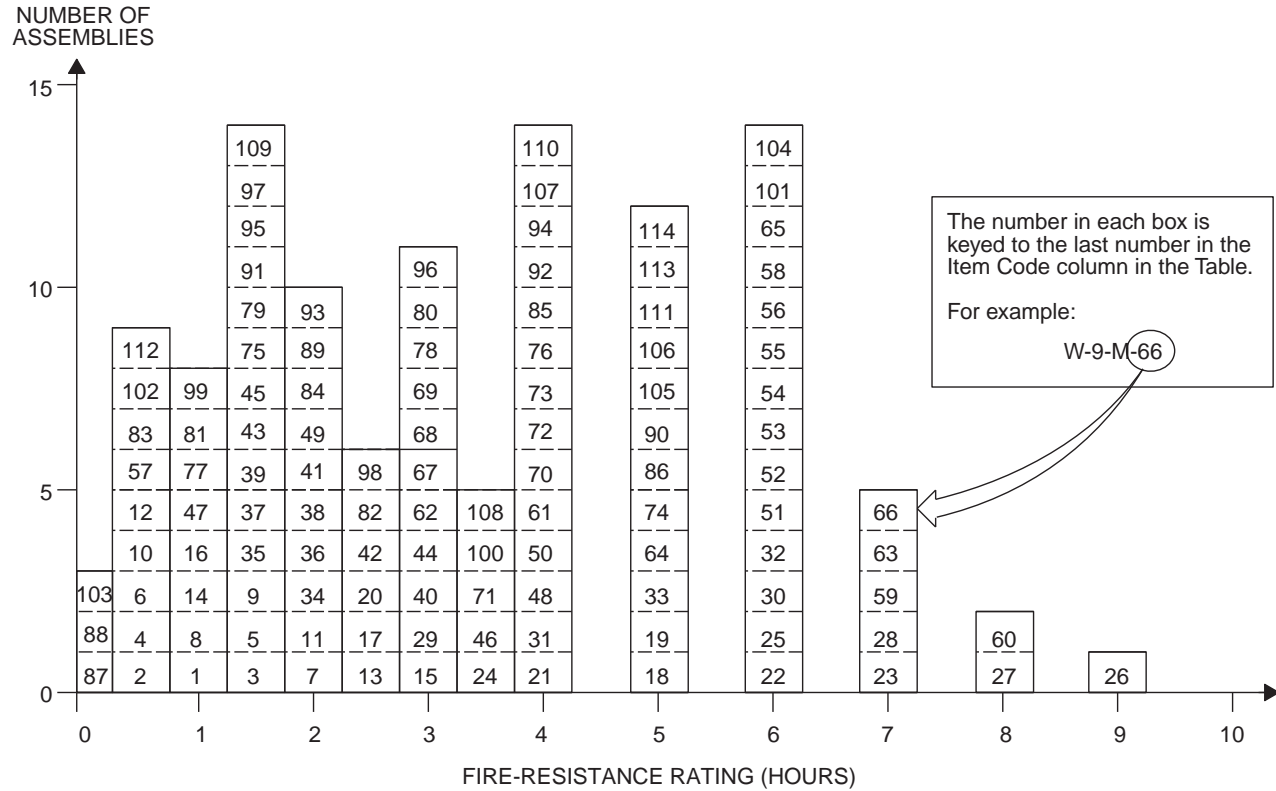 NUMBER OF
ASSEMBLIES
15
109 110 104
97 107 101
95 94 114 65
10
91 96 92 113 58
79 93 80 85 111 56
112 75 89 78 76 106 55
102 99 45 84 69 73 105 54
83 81 43 49 68 72 90 53
57 77 39 41 98 67 70 86 52
5
12 47 37 38 82 62 108 61 74 51 66
10 16 35 36 42 44 100 50 64 32 63
103 6 14 9 34 20 40 71 48 33 30 59
88 4 8 5 11 17 29 46 31 19 25 28 60
87 2 1 3 7 13 15 24 21 18 22 23 27 26
0
0 1 2 3 4 5 6 7 8 9 10
FIRE-RESISTANCE RATING (HOURS)
The number in each box is
keyed to the last number in the
Item Code column in the Table.
For example:
W-9-M-66